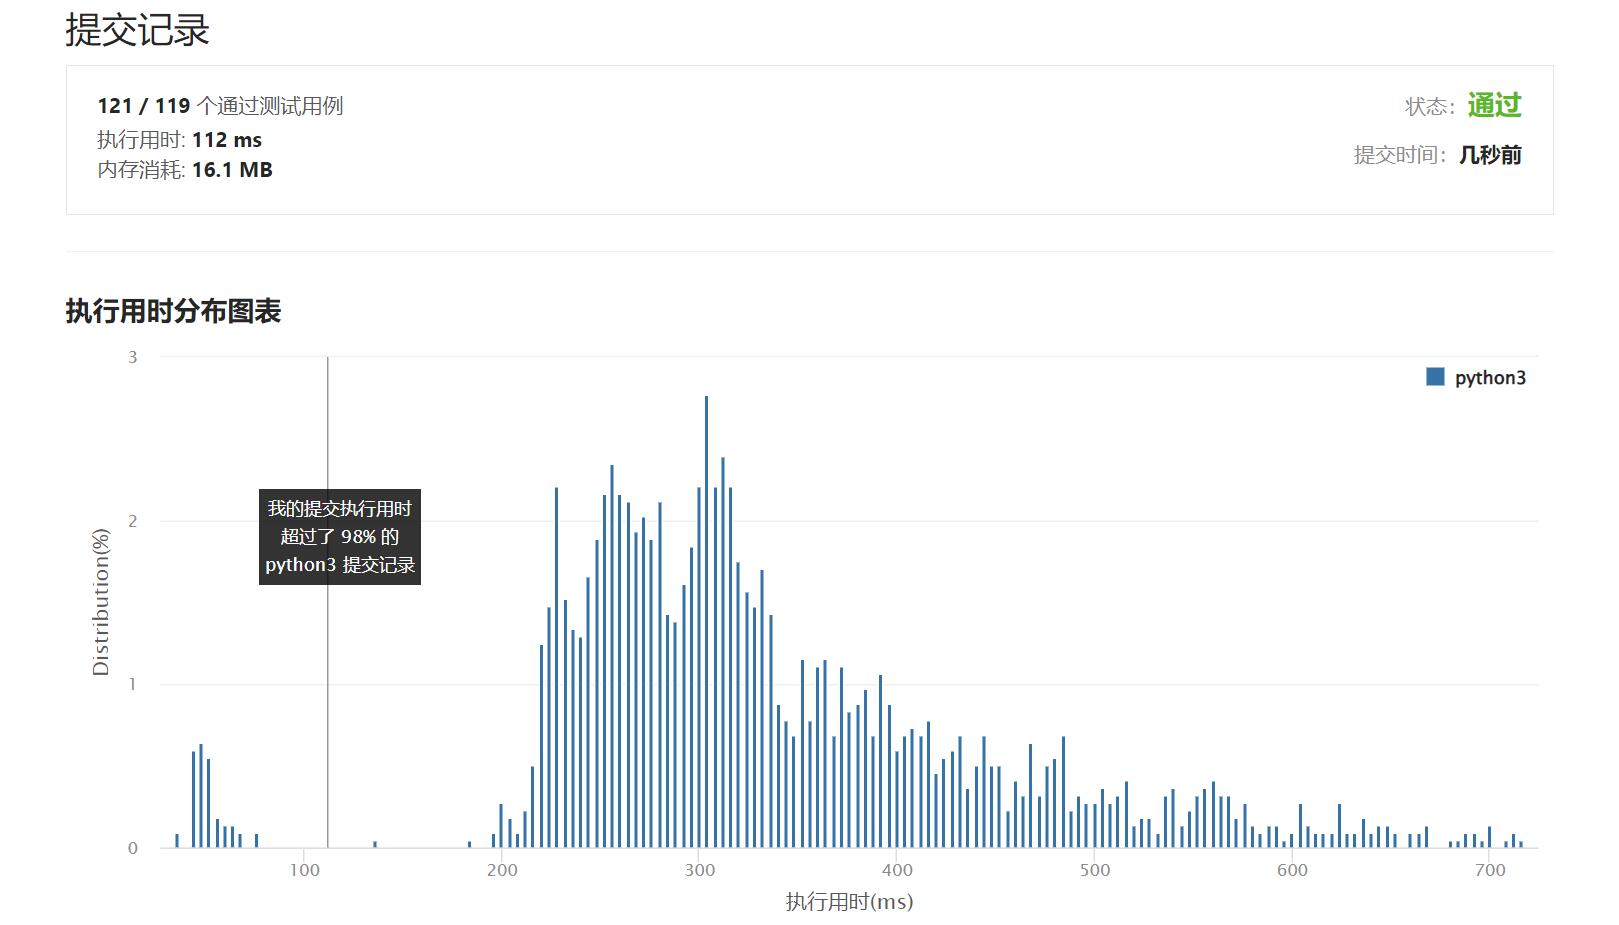 提交记录
121 / 119 个通过测试用例
状态：通过
执行用时: 112 ms
内存消耗: 16.1 MB
提交时间：几秒前
执行用时分布图表
3
python3
2
1
0
Distribution(%)
我的提交执行用时
超过了 98% 的
python3 提交记录
100 200 300 400 500 600 700
执行用时(ms)